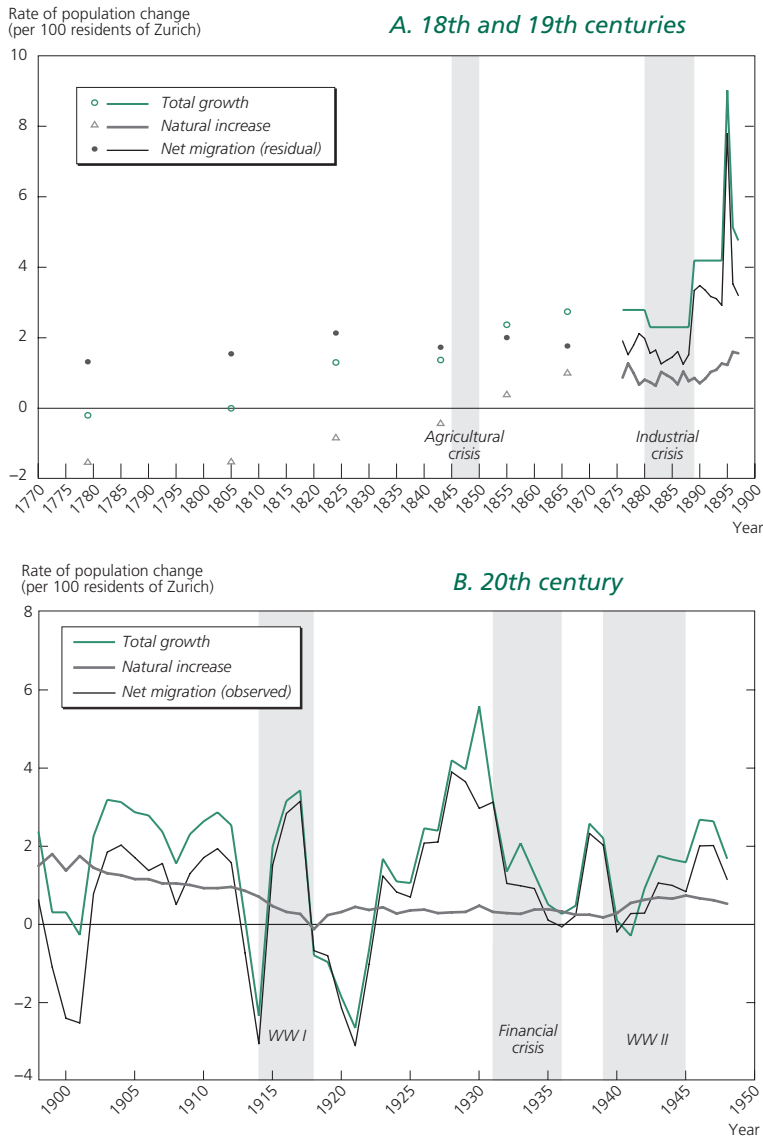 Rate of population change
(per 100 residents of Zurich)
A. 18th and 19th centuries
10
8
6
4
2
0
−2
Total growth
Natural increase
Net migration (residual)
Agricultural
crisis
Industrial
crisis
1770 1775 1780 1790 1795 1800 1805 1810 1815 1820 1825 1830 1835 1840 1845 1850 1855 1860 1865 1870 1875 1880 1885 1890 1895 1900
Year
Rate of population change
(per 100 residents of Zurich)
B. 20th century
8
6
4
2
0
−2
−4
Total growth
Natural increase
Net migration (observed)
WW I
Financial
crisis
WW II
1900 1905 1910 1915 1920 1925 1930 1935 1940 1945 1950
Year